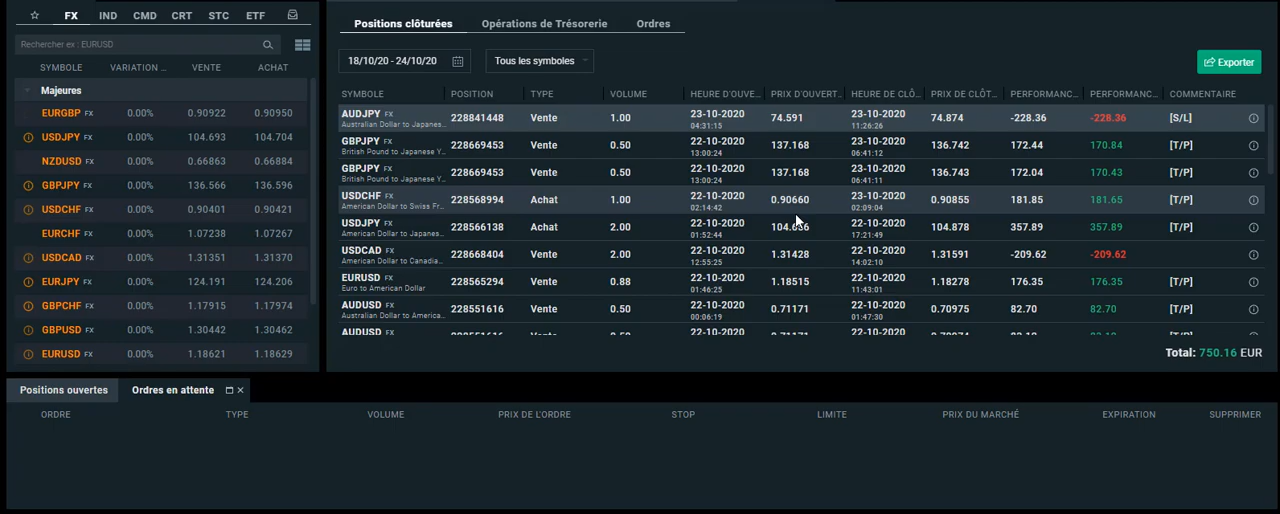 FX IND CMD CRT STC ETF
Rechercher ex : EURUSD
SYMBOLE VARIATION ... VENTE ACHAT
Majeures
EURGBP FX 0.00% 0.90922 0.90950
USDJPY FX 0.00% 104.693 104.704
NZDUSD FX 0.00% 0.66863 0.66884
GBPJPY FX 0.00% 136.566 136.596
USDCHF FX 0.00% 0.90401 0.90421
EURCHF FX 0.00% 1.07238 1.07267
USDCAD FX 0.00% 1.31351 1.31370
EURJPY FX 0.00% 124.191 124.206
GBPCHF FX 0.00% 1.17915 1.17974
GBPUSD FX 0.00% 1.30442 1.30462
EURUSD FX 0.00% 1.18621 1.18629
Positions clôturées Opérations de Trésorerie Ordres
18/10/20 - 24/10/20 Tous les symboles Exporter
SYMBOLE POSITION TYPE VOLUME HEURE D'OUVE... PRIX D'OUVERT... HEURE DE CLÔ... PRIX DE CLÔT... PERFORMANC... PERFORMANC... COMMENTAIRE
AUDJPY FX 228841448 Vente 1.00 23-10-2020 74.591 23-10-2020 74.874 -228.36 -228.36 [S/L]
Australian Dollar to Japanes... 04:31:15 11:26:26
GBPJPY FX 228669453 Vente 0.50 22-10-2020 137.168 23-10-2020 136.742 172.44 170.84 [T/P]
British Pound to Japanese Y... 13:00:24 06:41:12
GBPJPY FX 228669453 Vente 0.50 22-10-2020 137.168 23-10-2020 136.743 172.04 170.43 [T/P]
British Pound to Japanese Y... 13:00:24 06:41:11
USDCHF FX 228568994 Achat 1.00 22-10-2020 0.90660 23-10-2020 0.90855 181.85 181.65 [T/P]
American Dollar to Swiss Fr... 02:14:42 02:09:04
USDJPY FX 228566138 Achat 2.00 22-10-2020 22-10-2020 104.878 357.89 357.89 [T/P]
American Dollar to Japanes... 01:52:44 17:21:49
USDCAD FX 228668404 Vente 2.00 22-10-2020 1.31428 22-10-2020 1.31591 -209.62 -209.62
American Dollar to Canadia... 12:55:25 14:02:10
EURUSD FX 228565294 Vente 0.88 22-10-2020 1.18515 22-10-2020 1.18278 176.35 176.35 [T/P]
Euro to American Dollar 01:46:25 11:43:01
AUDUSD FX 228551616 Vente 0.50 22-10-2020 0.71171 22-10-2020 0.70975 82.70 82.70 [T/P]
Australian Dollar to America... 00:06:19 01:47:30
AUDUSD FX 22-10-2020 22-10-2020
Total: 750.16 EUR
Positions ouvertes Ordres en attente
ORDRE TYPE VOLUME PRIX DE L'ORDRE STOP LIMITE PRIX DU MARCHÉ EXPIRATION SUPPRIMER